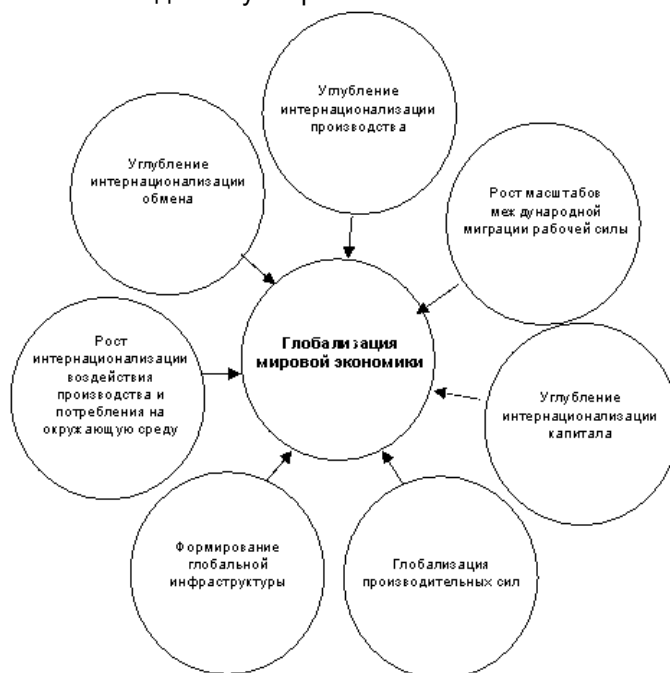 Углубление
интернационализации
производства
Углубление
интернационализации
обмена
Рост масштабов
международной
миграции рабочей силы
Глобализация
мировой экономики
Рост
интернационализации
воздействия
производства и
потребления на
окружающую среду
Углубление
интернационализации
капитала
Формирование
глобальной
инфраструктуры
Глобализация
производительных сил